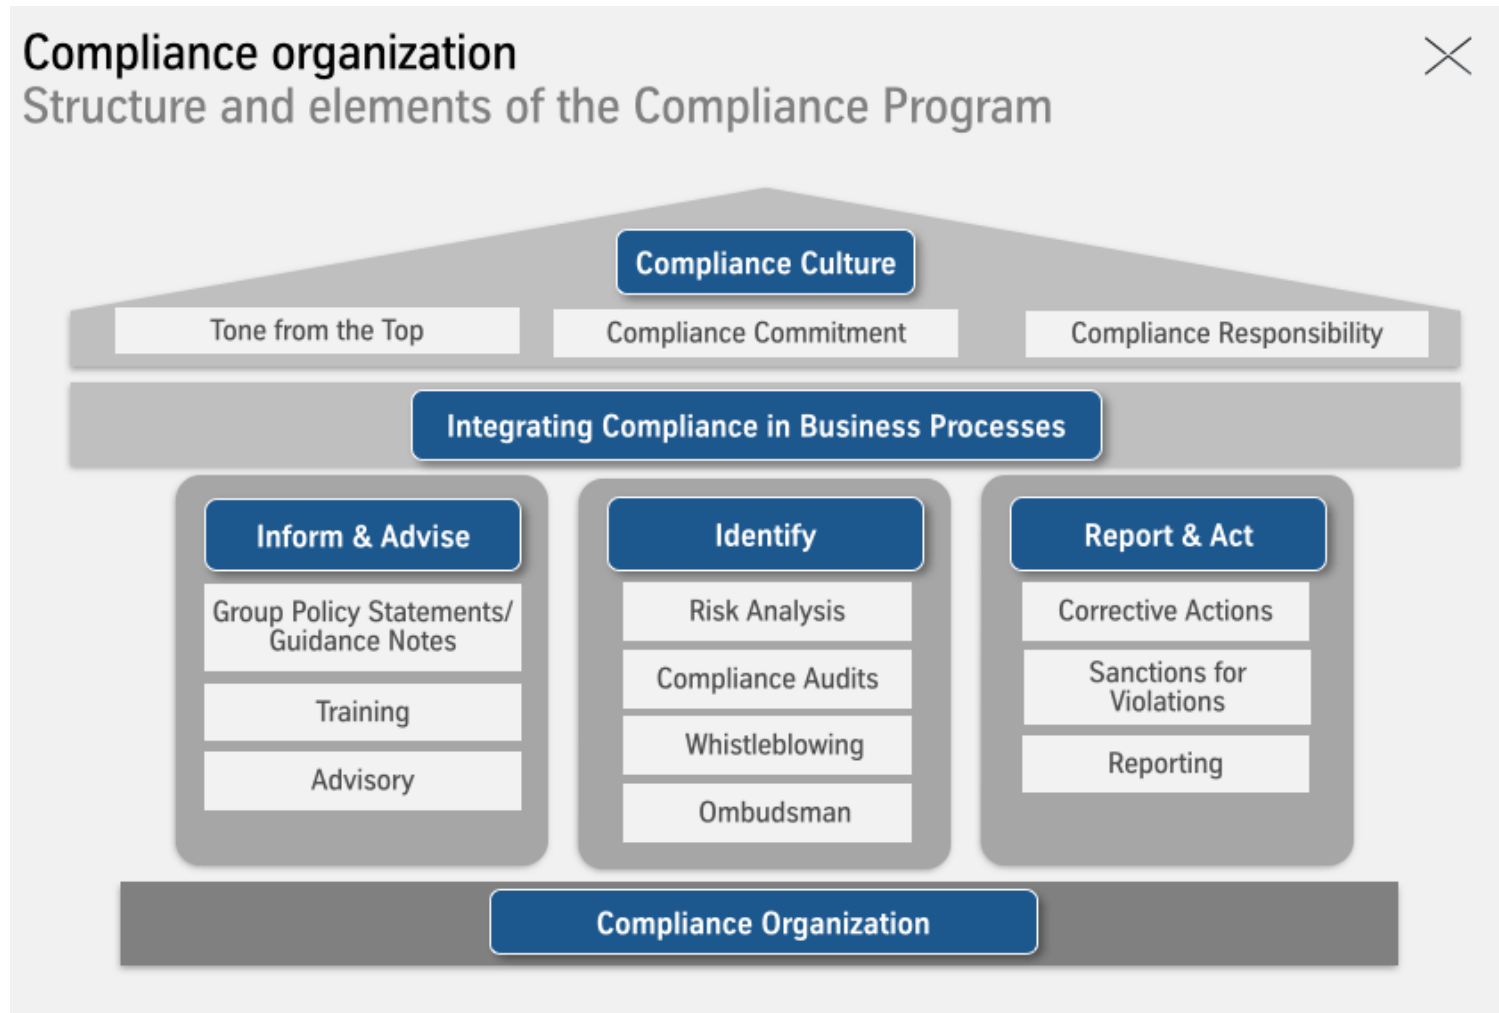 Compliance organization
Structure and elements of the Compliance Program
Compliance Culture
Tone from the Top
Compliance Commitment
Compliance Responsibility
Integrating Compliance in Business Processes
Inform & Advise
Group Policy Statements/
Guidance Notes
Training
Advisory
Identify
Risk Analysis
Compliance Audits
Whistleblowing
Ombudsman
Report & Act
Corrective Actions
Sanctions for
Violations
Reporting
Compliance Organization